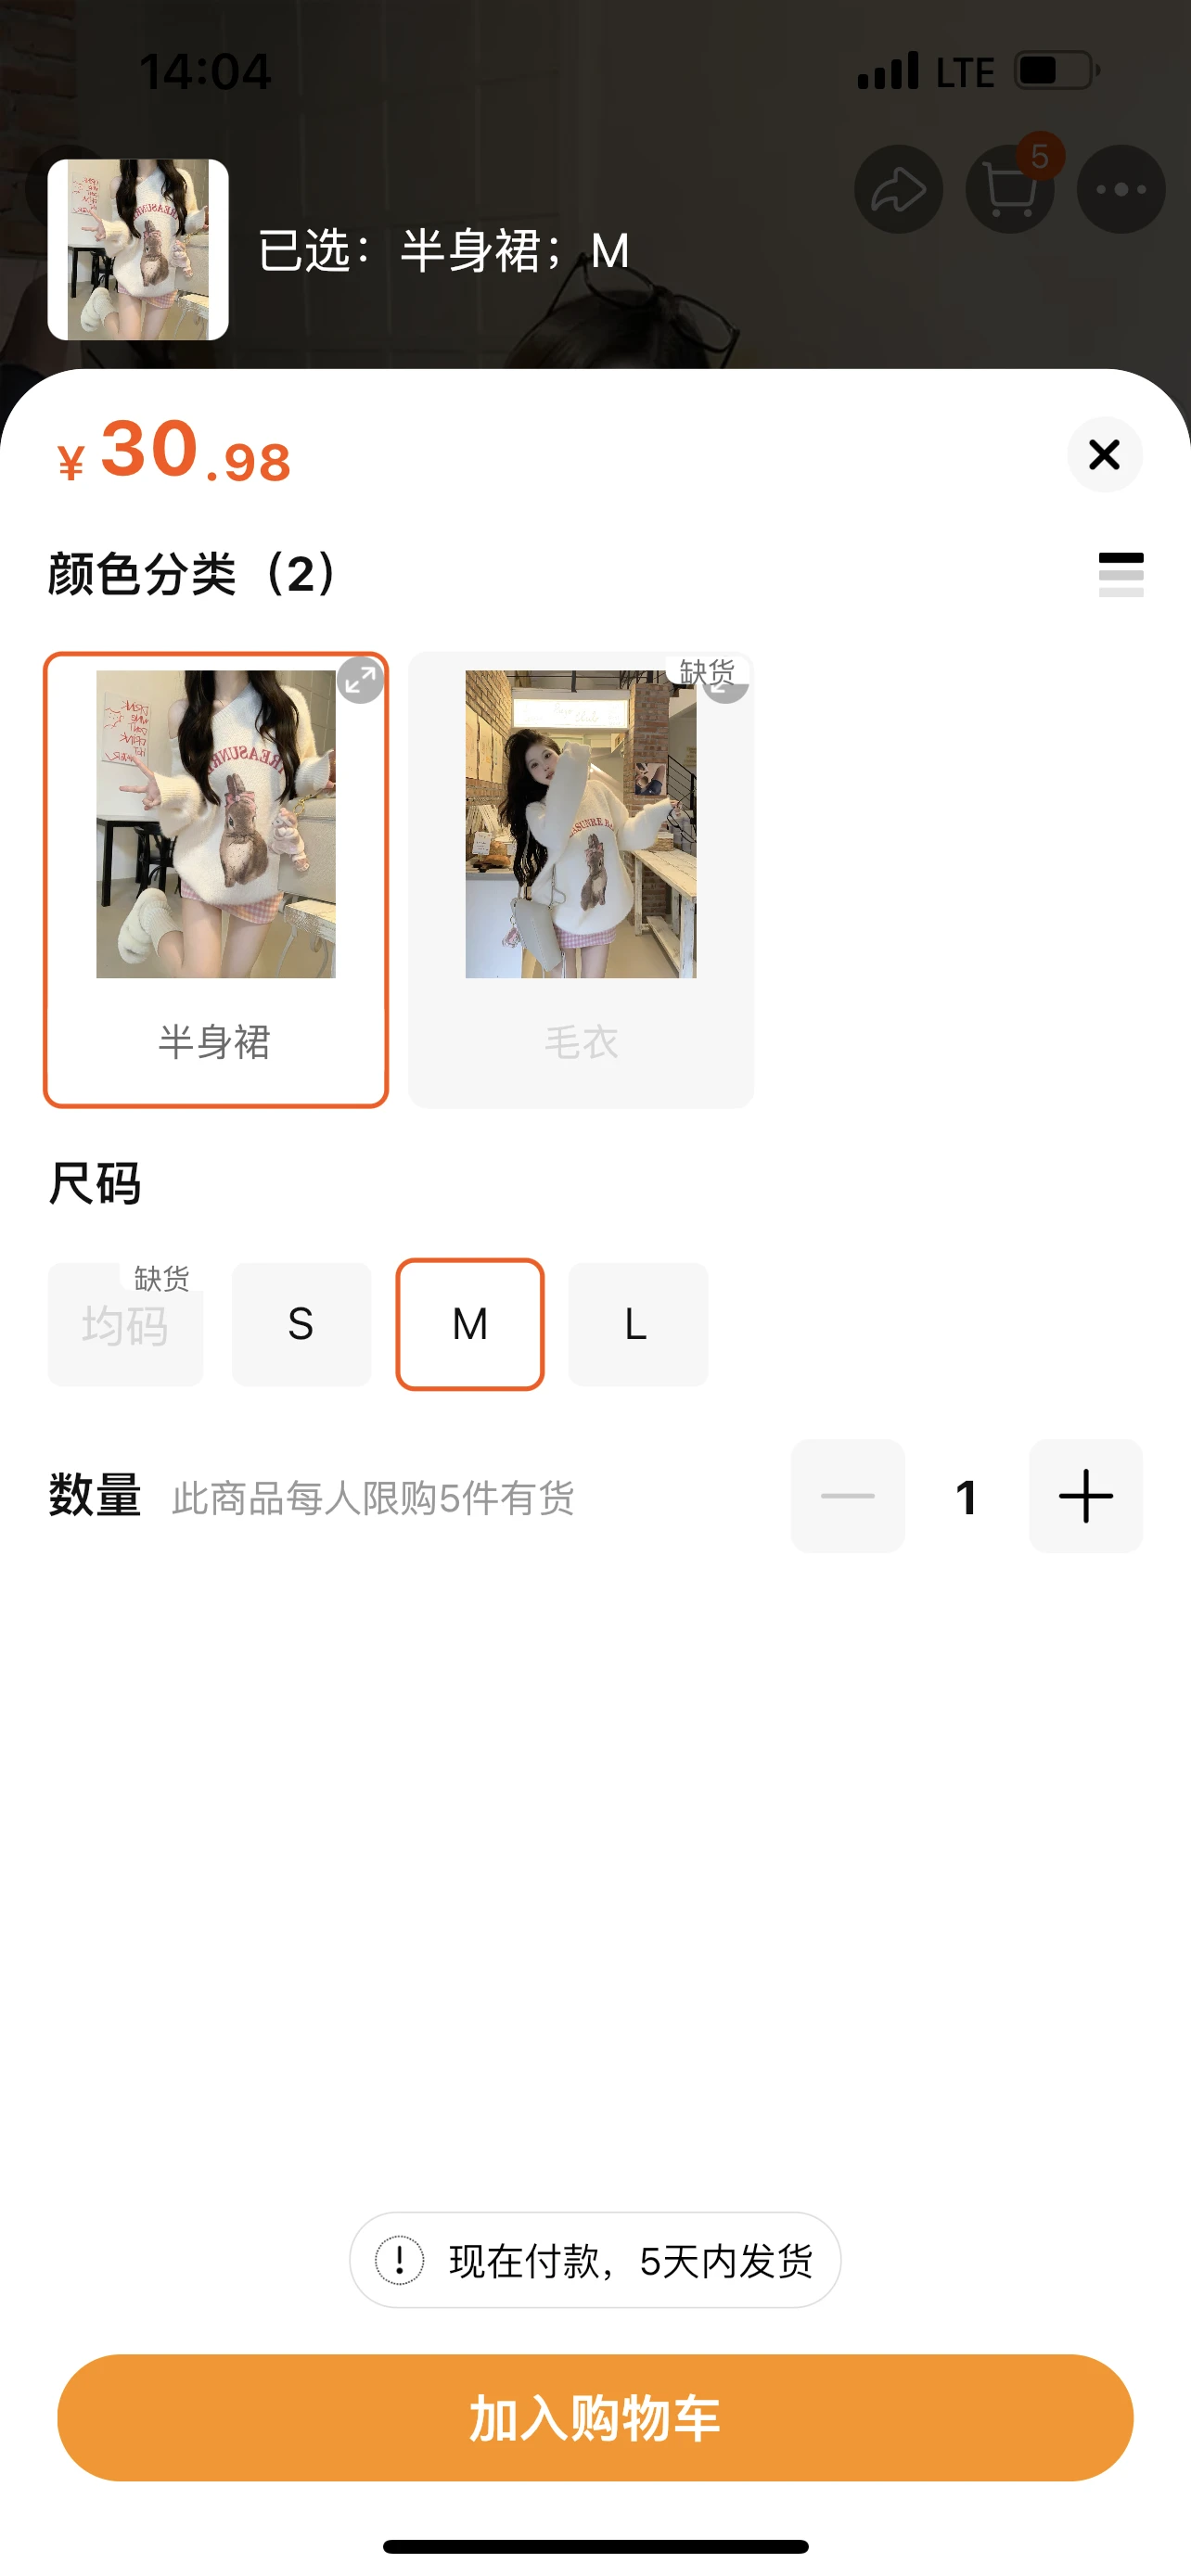 14:04
LTE
5
已选：半身裙；M
¥30.98
颜色分类（2）
缺货
半身裙
毛衣
尺码
缺货
均码
S
M
L
数量 此商品每人限购5件有货
1
现在付款，5天内发货
加入购物车